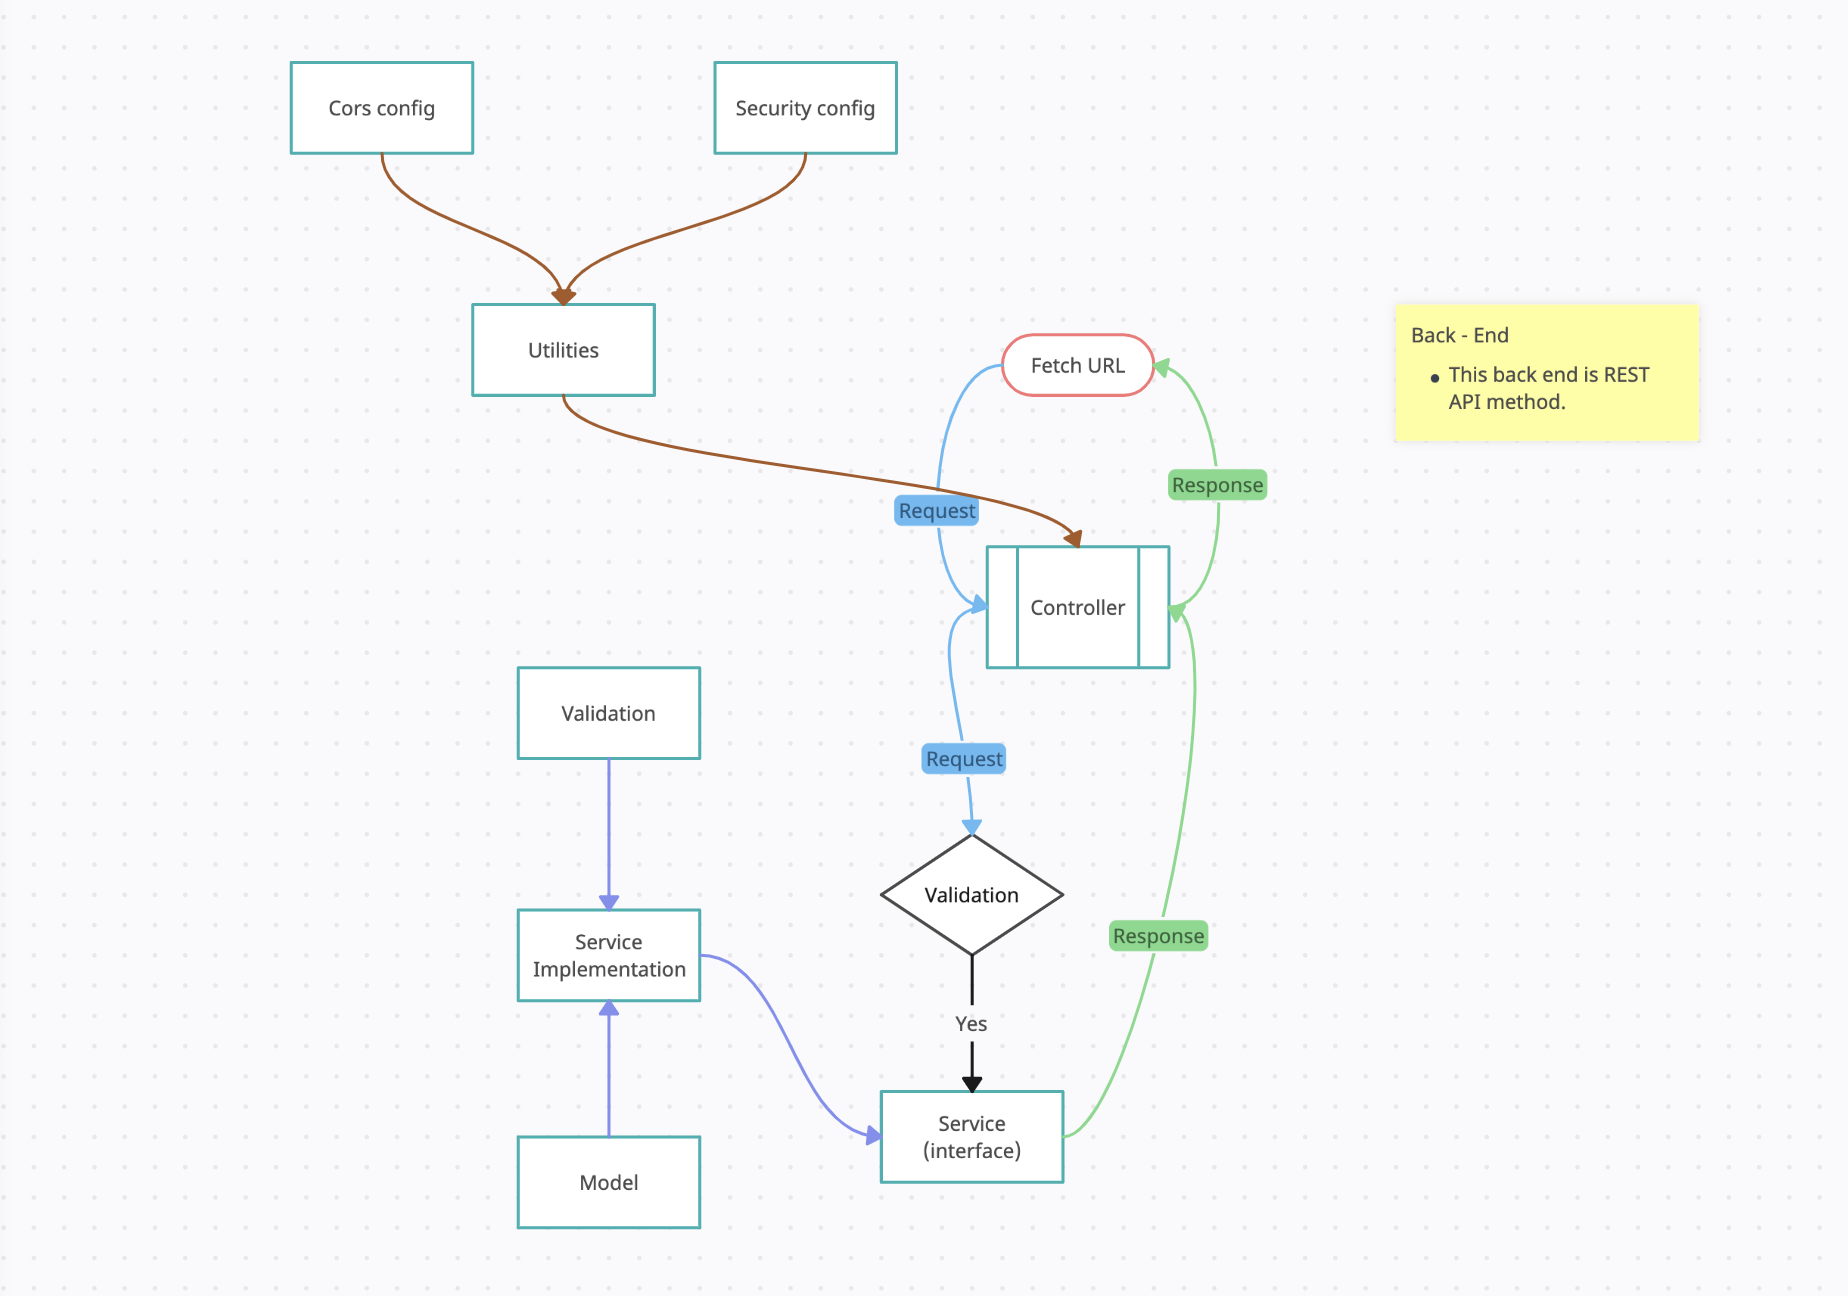 Cors config
Security config
Utilities
Fetch URL
Back - End
• This back end is REST
API method.
Response
Request
Controller
Validation
Request
Validation
Response
Service
Implementation
Yes
Service
(interface)
Model